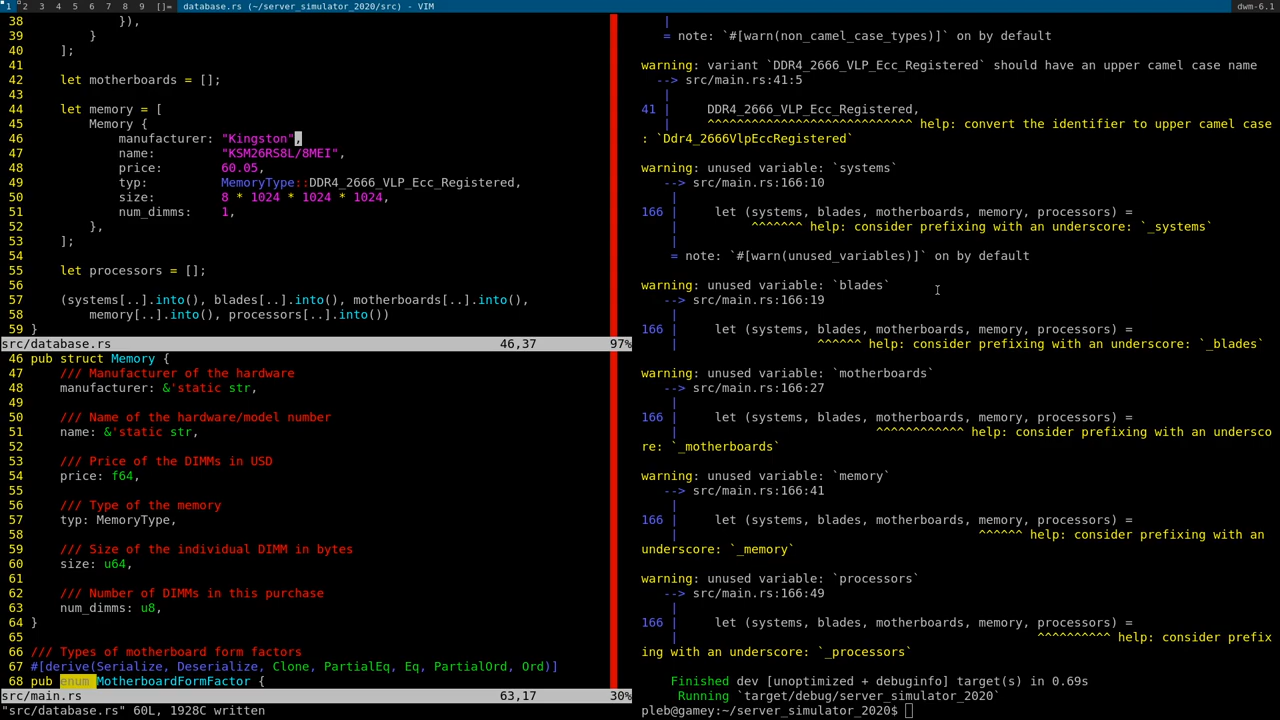 1 2 3 4 5 6 7 8 9 []= database.rs (~/server_simulator_2020/src) - VIM dwm-6.1
38             }),
39         }
40     ];
41
42     let motherboards = [];
43
44     let memory = [
45         Memory {
46             manufacturer: "Kingston",
47             name:         "KSM26RS8L/8MEI",
48             price:        60.05,
49             typ:          MemoryType::DDR4_2666_VLP_Ecc_Registered,
50             size:         8 * 1024 * 1024 * 1024,
51             num_dimms:    1,
52         },
53     ];
54
55     let processors = [];
56
57     (systems[..].into(), blades[..].into(), motherboards[..].into(),
58         memory[..].into(), processors[..].into())
59 }
src/database.rs 46,37 97%
46 pub struct Memory {
47     /// Manufacturer of the hardware
48     manufacturer: &'static str,
49
50     /// Name of the hardware/model number
51     name: &'static str,
52
53     /// Price of the DIMMs in USD
54     price: f64,
55
56     /// Type of the memory
57     typ: MemoryType,
58
59     /// Size of the individual DIMM in bytes
60     size: u64,
61
62     /// Number of DIMMs in this purchase
63     num_dimms: u8,
64 }
65
66 /// Types of motherboard form factors
67 #[derive(Serialize, Deserialize, Clone, PartialEq, Eq, PartialOrd, Ord)]
68 pub enum MotherboardFormFactor {
src/main.rs 63,17 30%
"src/database.rs" 60L, 1928C written
   |
   = note: `#[warn(non_camel_case_types)]` on by default

warning: variant `DDR4_2666_VLP_Ecc_Registered` should have an upper camel case name
  --> src/main.rs:41:5
   |
41 |     DDR4_2666_VLP_Ecc_Registered,
   |     ^^^^^^^^^^^^^^^^^^^^^^^^^^^^ help: convert the identifier to upper camel case
: `Ddr4_2666VlpEccRegistered`

warning: unused variable: `systems`
   --> src/main.rs:166:10
    |
166 |     let (systems, blades, motherboards, memory, processors) =
    |          ^^^^^^^ help: consider prefixing with an underscore: `_systems`
    |
    = note: `#[warn(unused_variables)]` on by default

warning: unused variable: `blades`
   --> src/main.rs:166:19
    |
166 |     let (systems, blades, motherboards, memory, processors) =
    |                   ^^^^^^ help: consider prefixing with an underscore: `_blades`

warning: unused variable: `motherboards`
   --> src/main.rs:166:27
    |
166 |     let (systems, blades, motherboards, memory, processors) =
    |                           ^^^^^^^^^^^^ help: consider prefixing with an undersco
re: `_motherboards`

warning: unused variable: `memory`
   --> src/main.rs:166:41
    |
166 |     let (systems, blades, motherboards, memory, processors) =
    |                                         ^^^^^^ help: consider prefixing with an
underscore: `_memory`

warning: unused variable: `processors`
   --> src/main.rs:166:49
    |
166 |     let (systems, blades, motherboards, memory, processors) =
    |                                                 ^^^^^^^^^^ help: consider prefix
ing with an underscore: `_processors`

    Finished dev [unoptimized + debuginfo] target(s) in 0.69s
     Running `target/debug/server_simulator_2020`
pleb@gamey:~/server_simulator_2020$